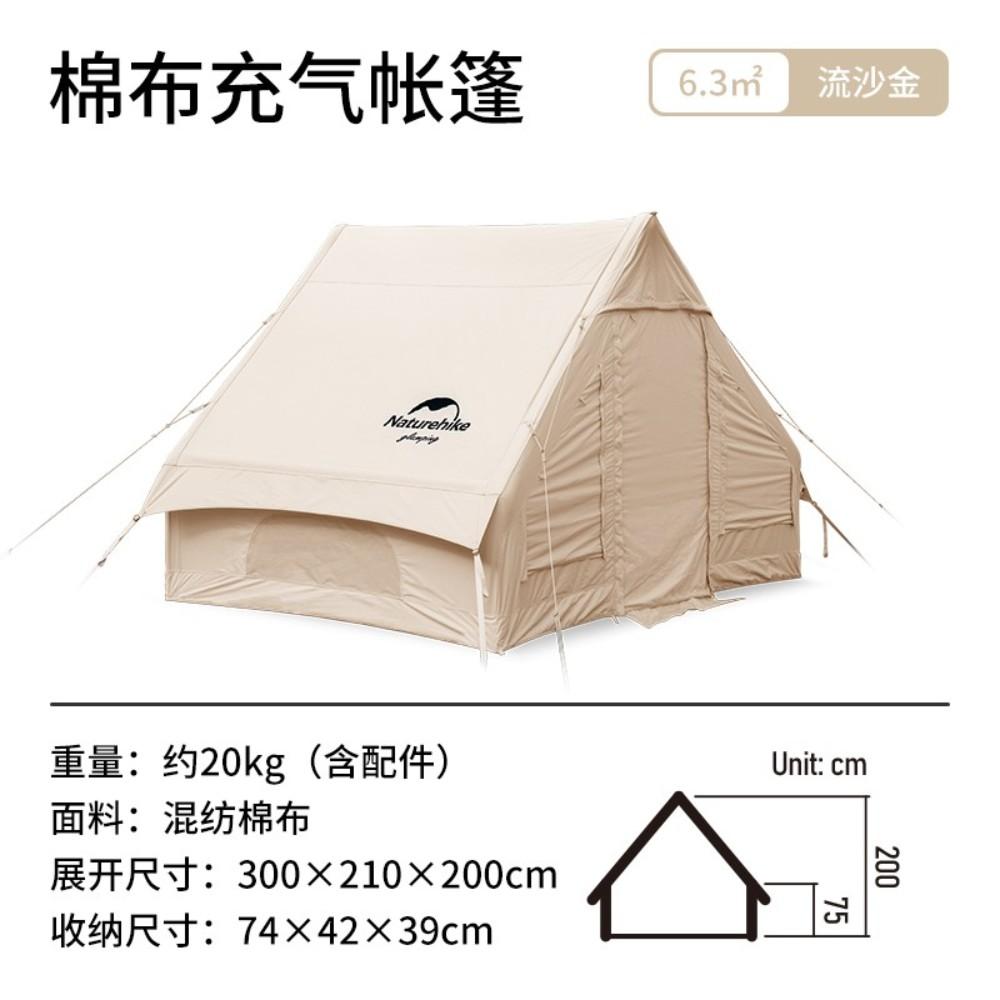 棉布充气帐篷
6.3㎡ 流沙金
Naturehike
glamping
重量：约20kg（含配件）
面料：混纺棉布
展开尺寸：300×210×200cm
收纳尺寸：74×42×39cm
Unit: cm
200
75